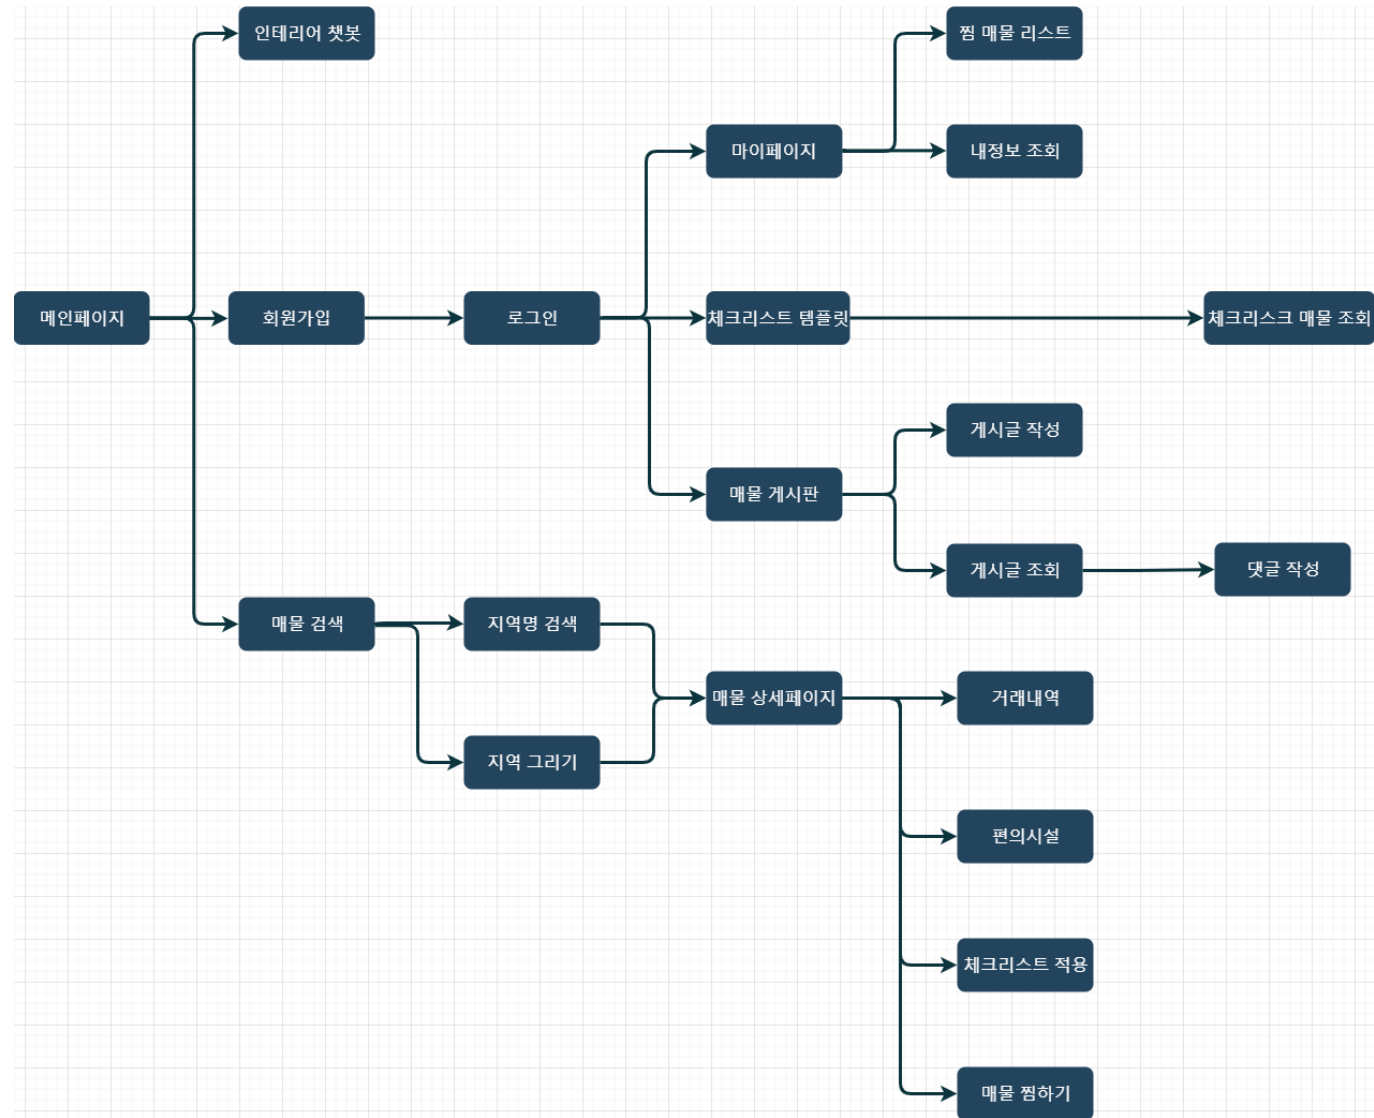 인테리어 챗봇
찜 매물 리스트
마이페이지
내정보 조회
메인페이지
회원가입
로그인
체크리스트 템플릿
체크리스크 매물 조회
게시글 작성
매물 게시판
게시글 조회
댓글 작성
매물 검색
지역명 검색
매물 상세페이지
거래내역
지역 그리기
편의시설
체크리스트 적용
매물 찜하기